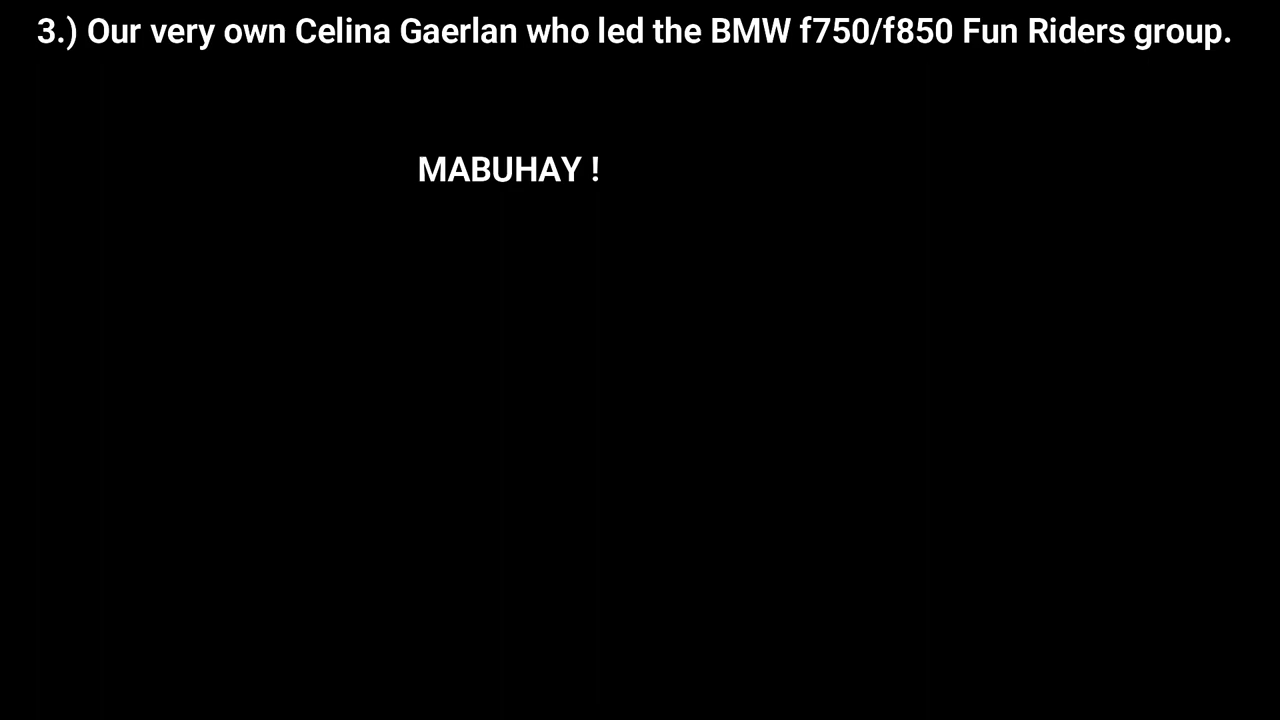 3.) Our very own Celina Gaerlan who led the BMW f750/f850 Fun Riders group.
MABUHAY !